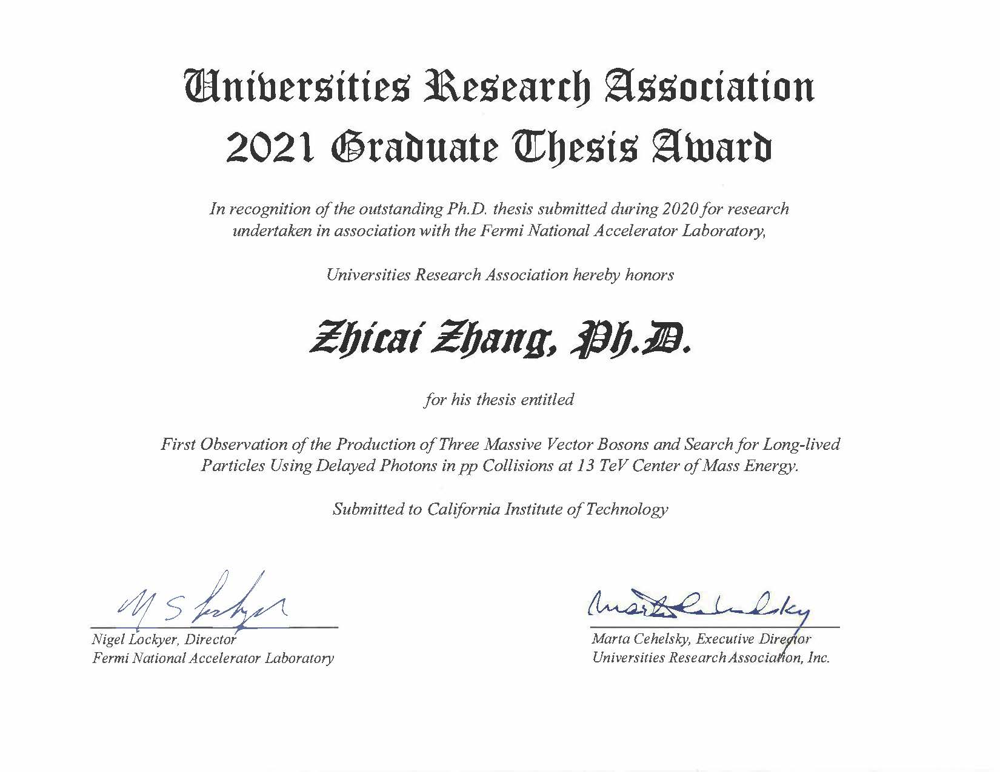 Universities Research Association
2021 Graduate Thesis Award
In recognition of the outstanding Ph.D. thesis submitted during 2020 for research
undertaken in association with the Fermi National Accelerator Laboratory,
Universities Research Association hereby honors
Zhicai Zhang, Ph.D.
for his thesis entitled
First Observation of the Production of Three Massive Vector Bosons and Search for Long-lived
Particles Using Delayed Photons in pp Collisions at 13 TeV Center of Mass Energy.
Submitted to California Institute of Technology
Nigel Lockyer, Director
Fermi National Accelerator Laboratory
Marta Cehelsky, Executive Director
Universities Research Association, Inc.